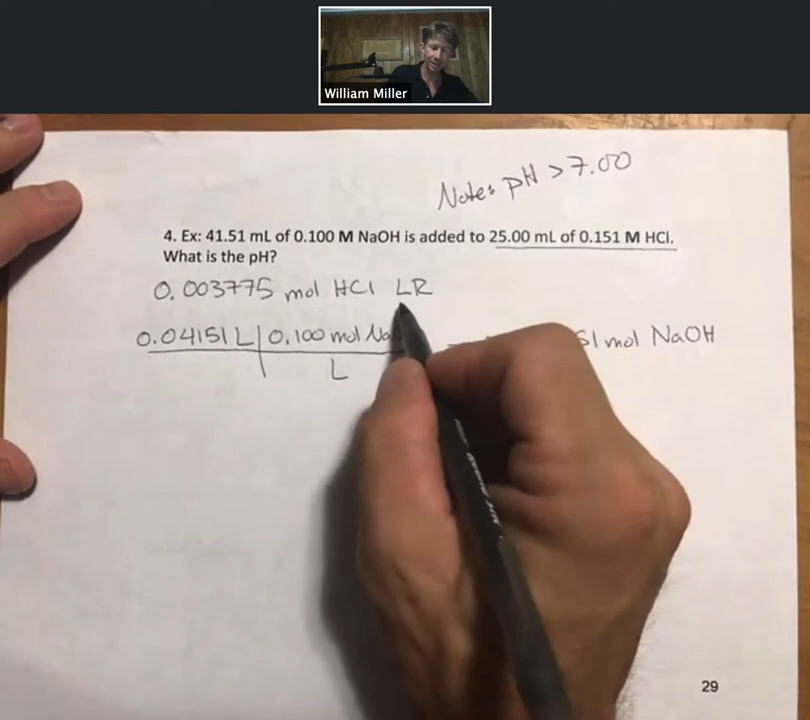 William Miller
Note: pH > 7.00
4. Ex: 41.51 mL of 0.100 M NaOH is added to 25.00 mL of 0.151 M HCl.
What is the pH?
0.003775 mol HCl LR
0.04151 L | 0.100 mol Na 51 mol NaOH
L
29